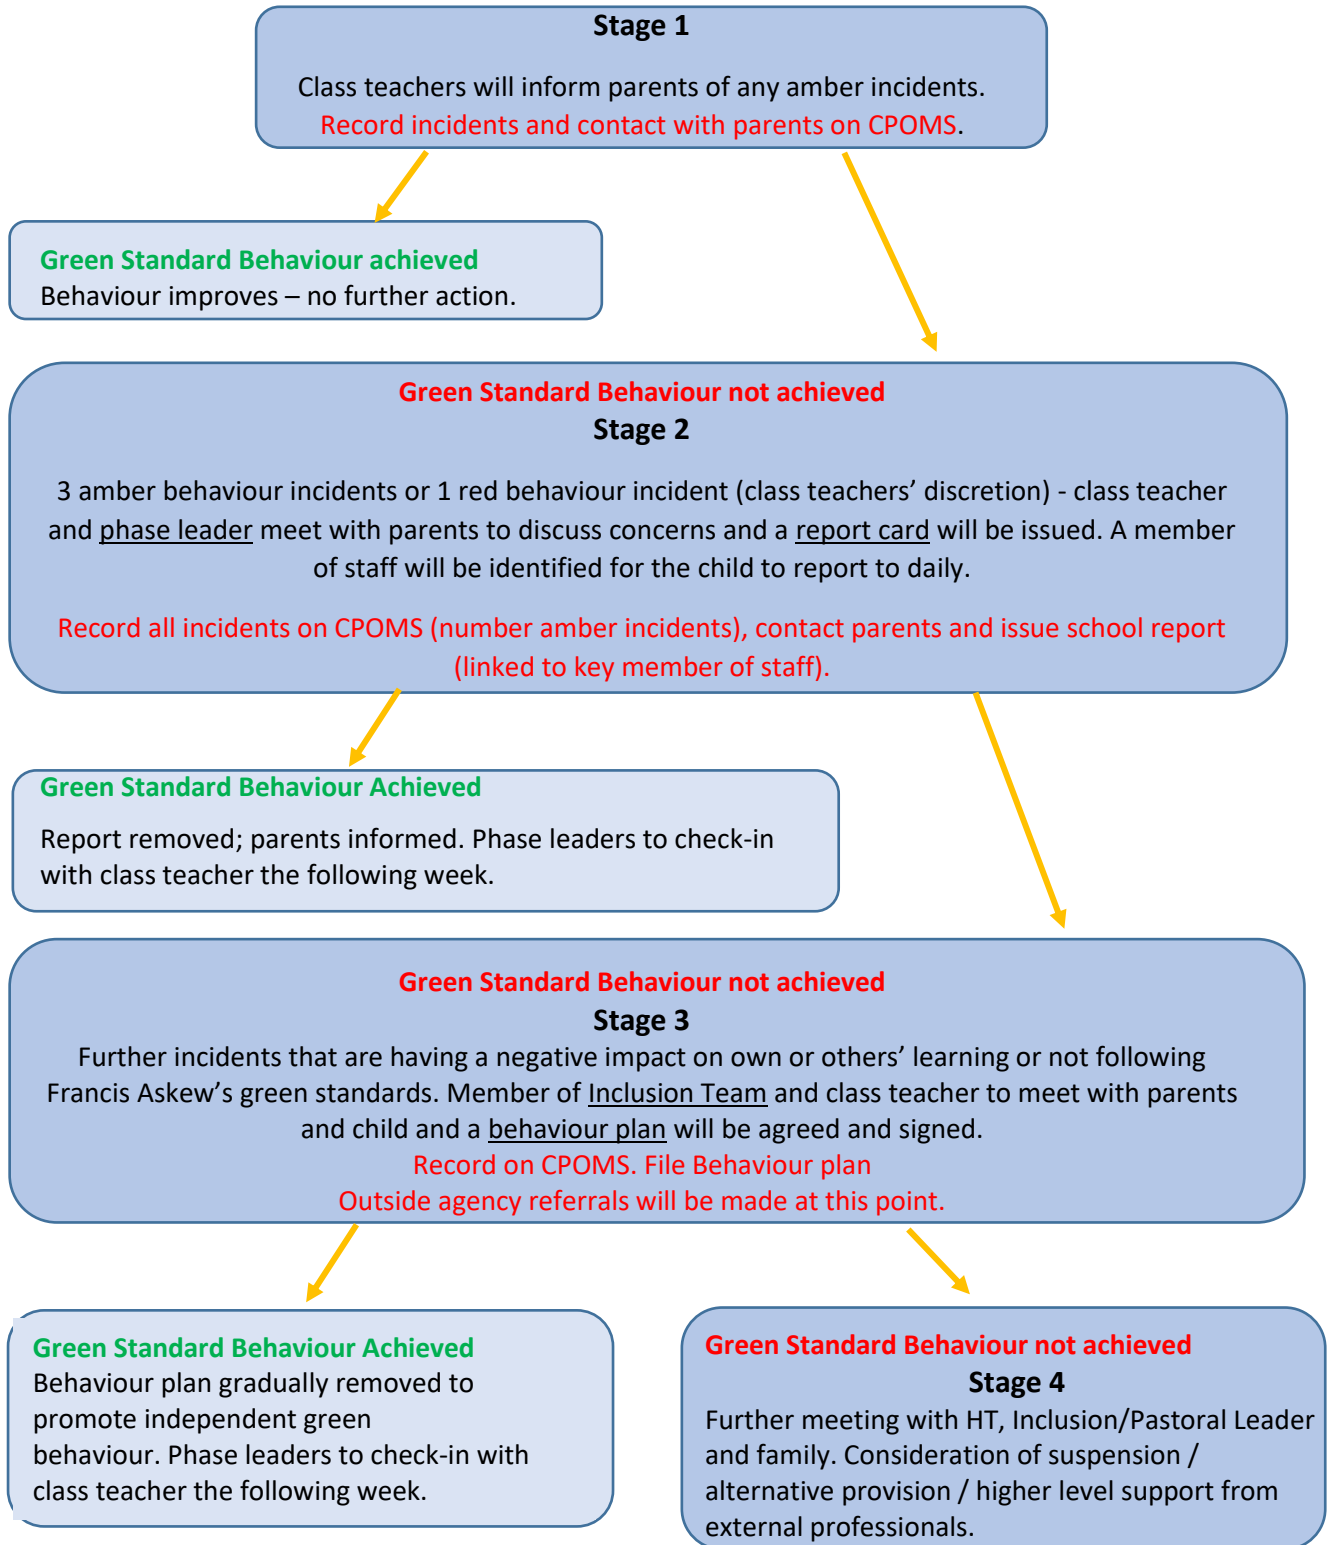 Stage 1
Class teachers will inform parents of any amber incidents.
Record incidents and contact with parents on CPOMS.
Green Standard Behaviour achieved
Behaviour improves – no further action.
Green Standard Behaviour not achieved
Stage 2
3 amber behaviour incidents or 1 red behaviour incident (class teachers’ discretion) - class teacher
and phase leader meet with parents to discuss concerns and a report card will be issued. A member
of staff will be identified for the child to report to daily.
Record all incidents on CPOMS (number amber incidents), contact parents and issue school report
(linked to key member of staff).
Green Standard Behaviour Achieved
Report removed; parents informed. Phase leaders to check-in
with class teacher the following week.
Green Standard Behaviour not achieved
Stage 3
Further incidents that are having a negative impact on own or others’ learning or not following
Francis Askew’s green standards. Member of Inclusion Team and class teacher to meet with parents
and child and a behaviour plan will be agreed and signed.
Record on CPOMS. File Behaviour plan
Outside agency referrals will be made at this point.
Green Standard Behaviour Achieved
Behaviour plan gradually removed to
promote independent green
behaviour. Phase leaders to check-in with
class teacher the following week.
Green Standard Behaviour not achieved
Stage 4
Further meeting with HT, Inclusion/Pastoral Leader
and family. Consideration of suspension /
alternative provision / higher level support from
external professionals.